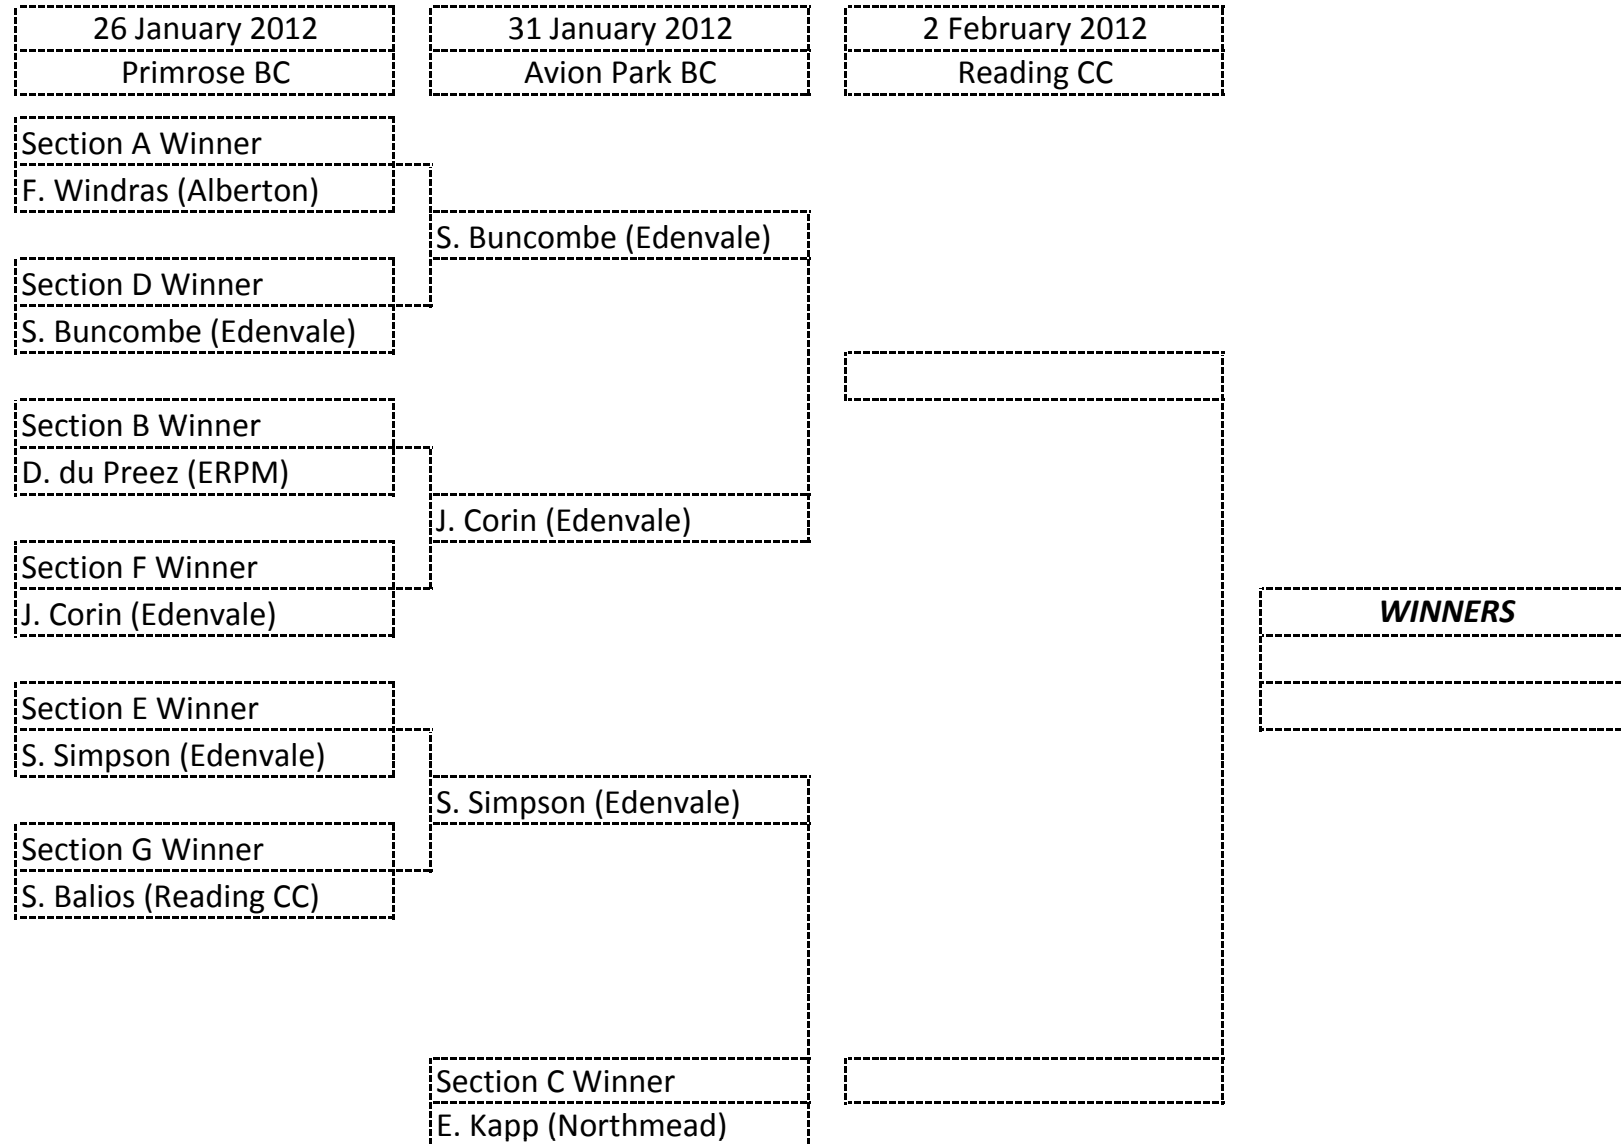 26 January 2012
Primrose BC
31 January 2012
Avion Park BC
2 February 2012
Reading CC
Section A Winner
F. Windras (Alberton)
S. Buncombe (Edenvale)
Section D Winner
S. Buncombe (Edenvale)
Section B Winner
D. du Preez (ERPM)
J. Corin (Edenvale)
Section F Winner
J. Corin (Edenvale)
WINNERS
Section E Winner
S. Simpson (Edenvale)
S. Simpson (Edenvale)
Section G Winner
S. Balios (Reading CC)
Section C Winner
E. Kapp (Northmead)